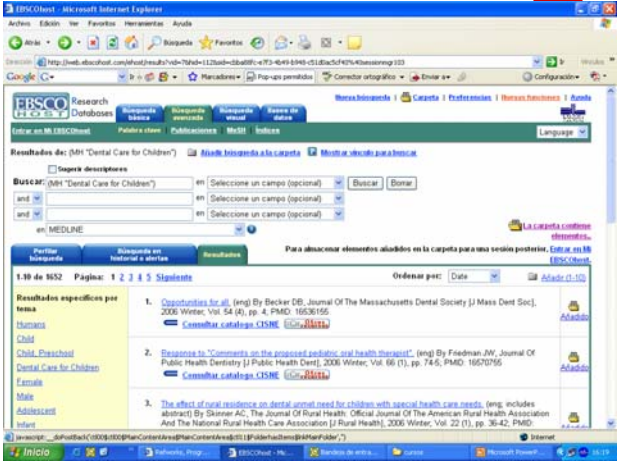 EBSCOhost - Microsoft Internet Explorer
Archivo Edición Ver Favoritos Herramientas Ayuda
Atrás Búsqueda Favoritos
Dirección Ir Vínculos
Google Marcadores Pop-ups permitidos Corrector ortográfico Enviar a Configuración
EBSCO HOST Research Databases
Búsqueda básica Búsqueda avanzada Búsqueda visual Bases de datos
Nueva búsqueda | Carpeta | Preferencias | Nuevas funciones | Ayuda
Entrar en Mi EBSCOhost Palabra clave Publicaciones MeSH Índices Language
Resultados de: (MH "Dental Care for Children") Añadir búsqueda a la carpeta Mostrar vínculo para buscar
Sugerir descriptores
Buscar: (MH "Dental Care for Children") en Seleccione un campo (opcional) Buscar Borrar
and en Seleccione un campo (opcional)
and en Seleccione un campo (opcional)
en MEDLINE
La carpeta contiene elementos.
Perfilar búsqueda Búsqueda en historial o alertas Resultados
Para almacenar elementos añadidos en la carpeta para una sesión posterior, Entrar en Mi EBSCOhost.
1-10 de 1652 Página: 1 2 3 4 5 Siguiente Ordenar por: Date Añadir (1-10)
Resultados específicos por tema
Humans
Child
Child, Preschool
Dental Care for Children
Female
Male
Adolescent
Infant
1. Opportunities for all. (eng) By Becker DB, Journal Of The Massachusetts Dental Society [J Mass Dent Soc],
2006 Winter, Vol. 54 (4), pp. 4; PMID: 16536155
Consultar catalogo CISNE
Añadido
2. Response to "Comments on the proposed pediatric oral health therapist". (eng) By Friedman JW, Journal Of
Public Health Dentistry [J Public Health Dent], 2006 Winter, Vol. 66 (1), pp. 74-5; PMID: 16570755
Consultar catalogo CISNE
Añadido
3. The effect of rural residence on dental unmet need for children with special health care needs. (eng; includes
abstract) By Skinner AC, The Journal Of Rural Health: Official Journal Of The American Rural Health Association
And The National Rural Health Care Association [J Rural Health], 2006 Winter, Vol. 22 (1), pp. 36-42; PMID:
Añadido
Internet
Inicio Refworks, Progr... EBSCOhost - Mic... Bandeja de entra... cursos Microsoft PowerP... 16:19